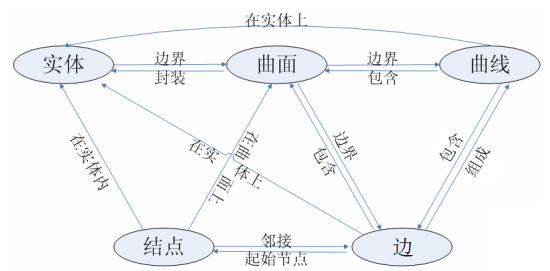 在实体上
实体
边界
封装
曲面
边界
包含
曲线
在实体内
在实体上
在曲面上
边界
包含
包含
组成
结点
邻接
起始节点
边